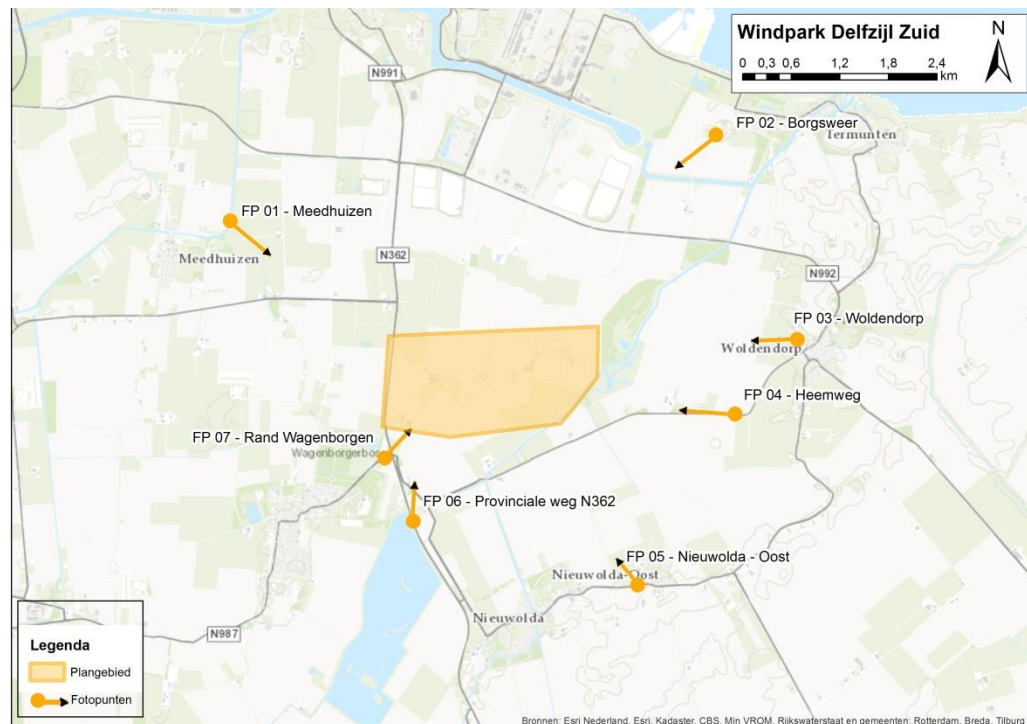 Windpark Delfzijl Zuid
N
0 0,3 0,6 1,2 1,8 2,4
km
N991
FP 02 - Borgsweer
Termunten
FP 01 - Meedhuizen
Meedhuizen
N362
N992
FP 03 - Woldendorp
Woldendorp
FP 04 - Heemweg
FP 07 - Rand Wagenborgen
Wagenborgerbos
FP 06 - Provinciale weg N362
FP 05 - Nieuwolda - Oost
Nieuwolda-Oost
Nieuwolda
N987
Legenda
Plangebied
Fotopunten
Bronnen: Esri Nederland, Esri, Kadaster, CBS, Min VROM, Rijkswaterstaat en gemeenten: Rotterdam, Breda, Tilburg